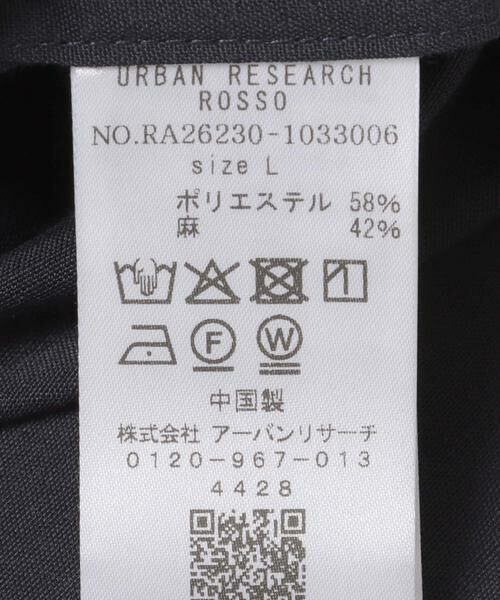 URBAN RESEARCH
ROSSO
NO.RA26230-1033006
size L
ポリエステル 58%
麻 42%
F W
中国製
株式会社 アーバンリサーチ
0120-967-013
4428